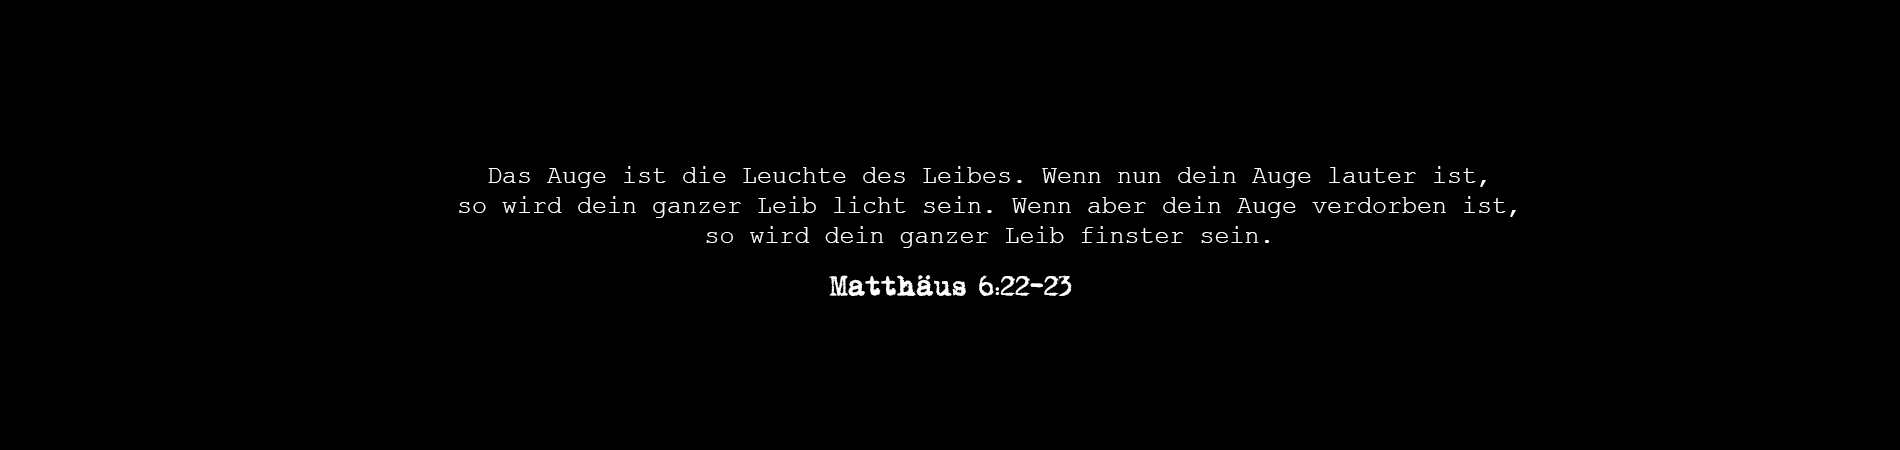 Das Auge ist die Leuchte des Leibes. Wenn nun dein Auge lauter ist,
so wird dein ganzer Leib licht sein. Wenn aber dein Auge verdorben ist,
so wird dein ganzer Leib finster sein.
Matthäus 6:22-23